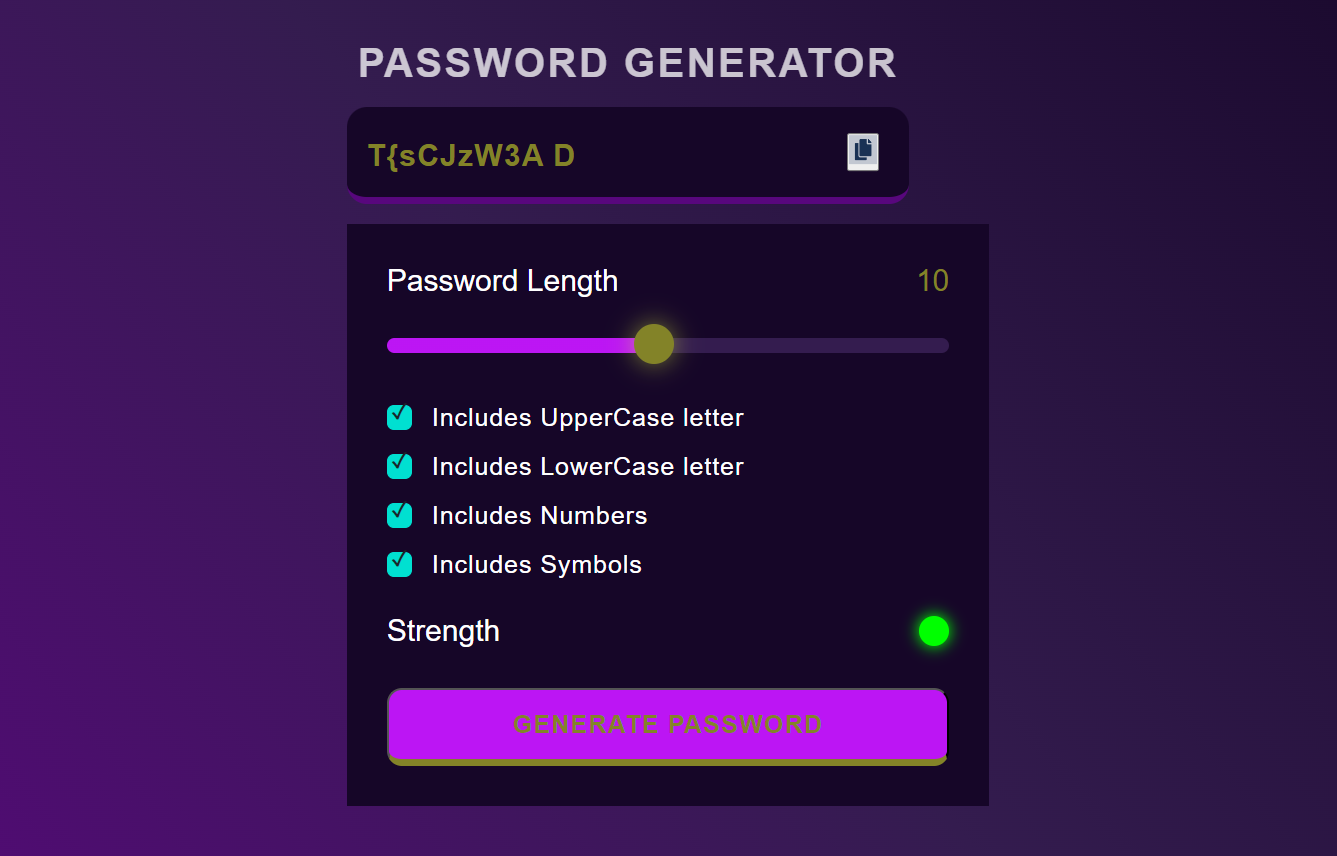 PASSWORD GENERATOR
T{sCJzW3A D
Password Length 10
Includes UpperCase letter
Includes LowerCase letter
Includes Numbers
Includes Symbols
Strength
GENERATE PASSWORD